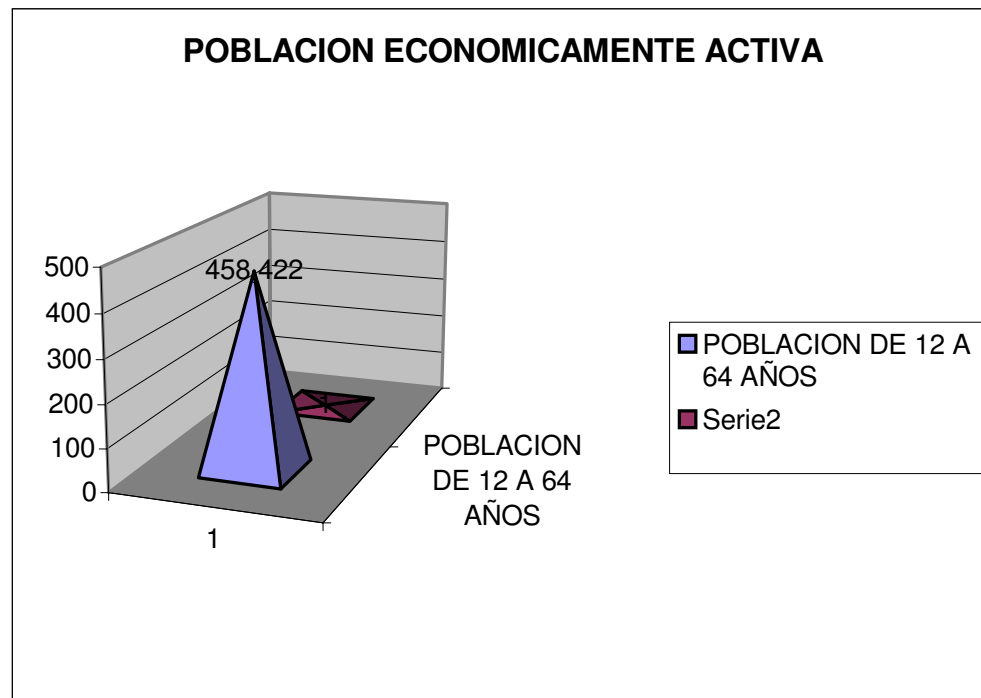 POBLACION ECONOMICAMENTE ACTIVA
500
400
300
200
100
0
458,422
1
1
POBLACION
DE 12 A 64
AÑOS
POBLACION DE 12 A
64 AÑOS
Serie2